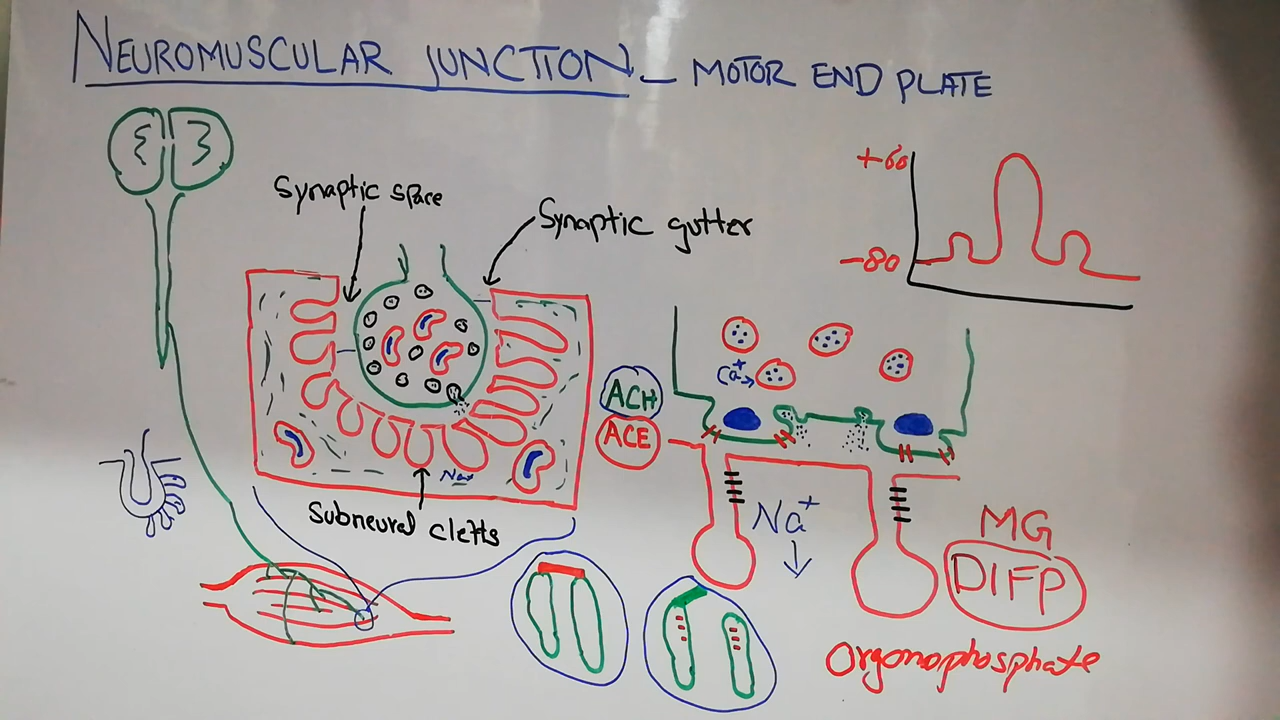 NEUROMUSCULAR JUNCTION - MOTOR END PLATE
Synaptic space
Synaptic gutter
+60
-80
Ca+
ACH
ACE
Na+
Subneural clefts
MG
DIFP
Orgonophosphate